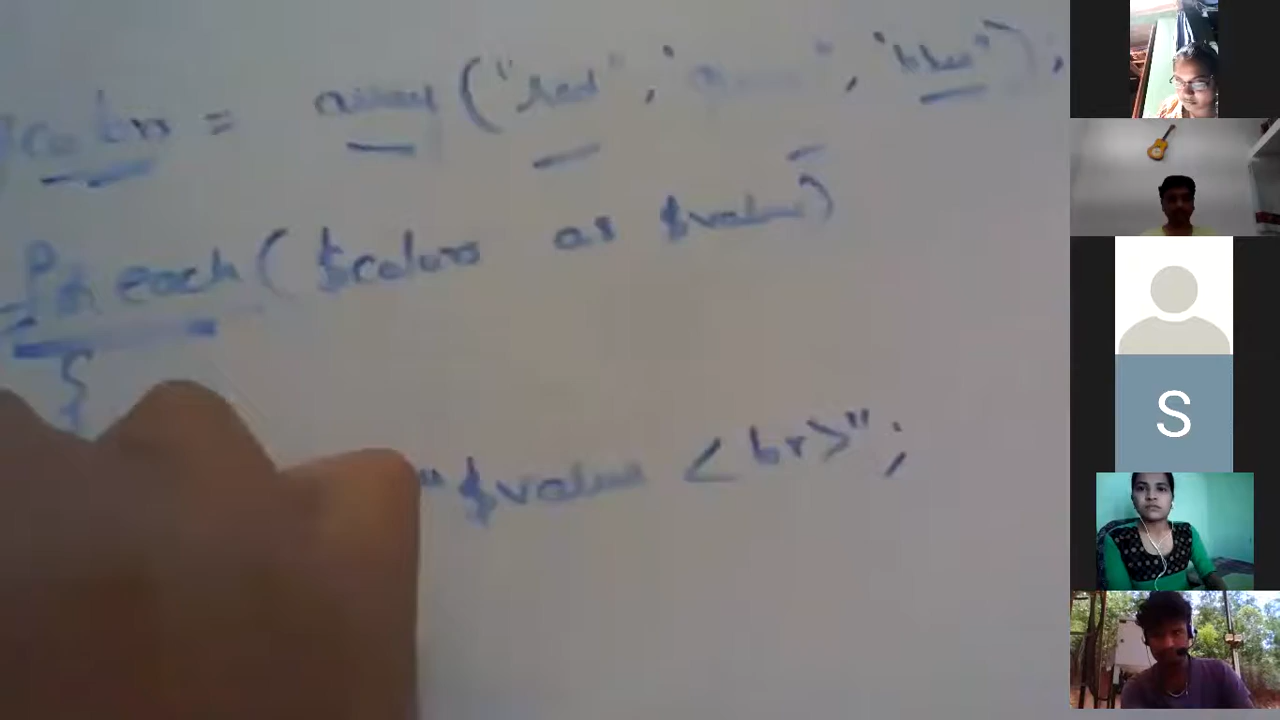 $colors = array("red", " ", "blue");
foreach($colors as $value)
{
"$value <br>";
S